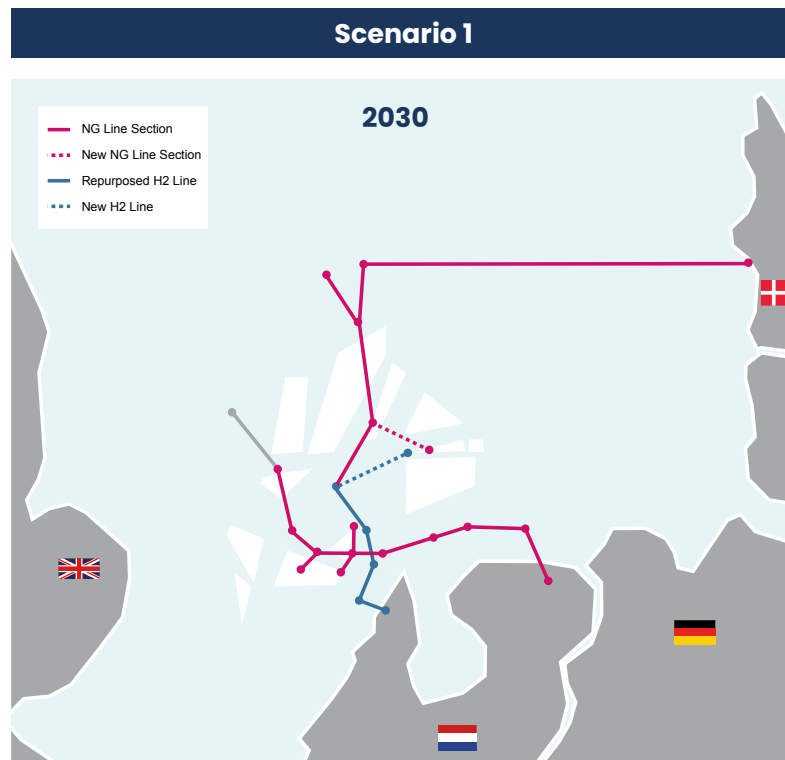 Scenario 1
2030
NG Line Section
New NG Line Section
Repurposed H2 Line
New H2 Line